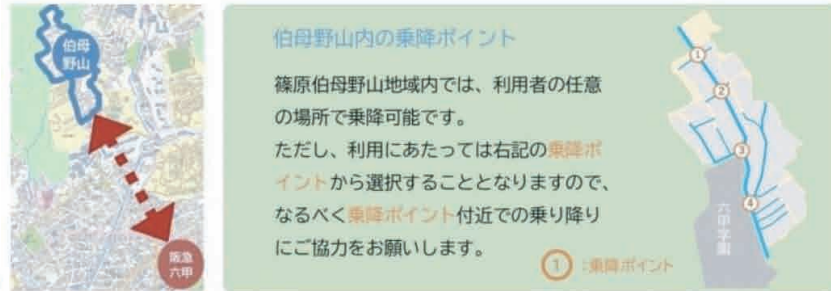 伯母
野山
阪急
六甲
伯母野山内の乗降ポイント
篠原伯母野山地域内では、利用者の任意
の場所で乗降可能です。
ただし、利用にあたっては右記の乗降ポ
イントから選択することとなりますので、
なるべく乗降ポイント付近での乗り降り
にご協力をお願いします。
① :乗降ポイント
①
②
③
④
六甲学園